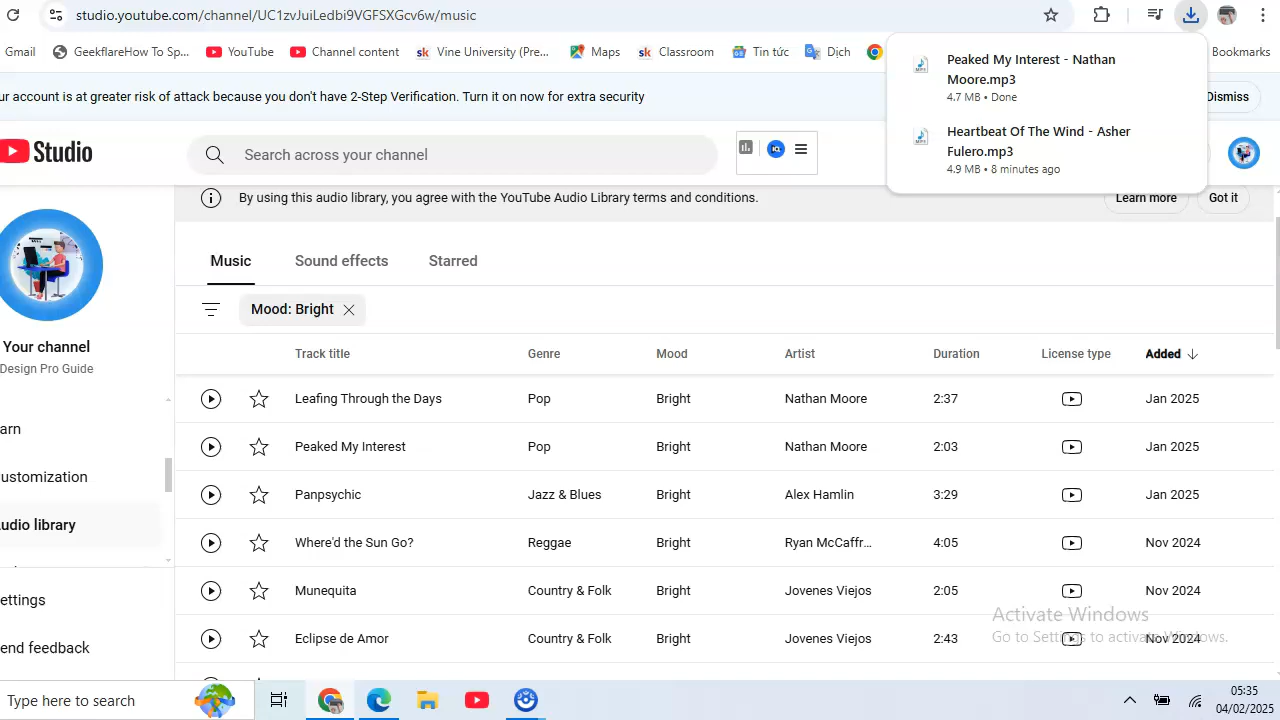 studio.youtube.com/channel/UC1zvJuiLedbi9VGFSXGcv6w/music
Gmail GeekflareHow To Sp... YouTube Channel content Vine University (Pre... Maps Classroom Tin tức Dịch Bookmarks
ur account is at greater risk of attack because you don't have 2-Step Verification. Turn it on now for extra security
Dismiss
Peaked My Interest - Nathan
Moore.mp3
4.7 MB • Done
Heartbeat Of The Wind - Asher
Fulero.mp3
4.9 MB • 8 minutes ago
Studio
Search across your channel
By using this audio library, you agree with the YouTube Audio Library terms and conditions.
Learn more Got it
Music Sound effects Starred
Mood: Bright
Your channel
Design Pro Guide
arn
ustomization
udio library
ettings
end feedback
Track title Genre Mood Artist Duration License type Added
Leafing Through the Days Pop Bright Nathan Moore 2:37 Jan 2025
Peaked My Interest Pop Bright Nathan Moore 2:03 Jan 2025
Panpsychic Jazz & Blues Bright Alex Hamlin 3:29 Jan 2025
Where'd the Sun Go? Reggae Bright Ryan McCaffr... 4:05 Nov 2024
Munequita Country & Folk Bright Jovenes Viejos 2:05 Nov 2024
Eclipse de Amor Country & Folk Bright Jovenes Viejos 2:43 Nov 2024
Activate Windows
Go to Settings to activate Windows.
Type here to search
05:35
04/02/2025